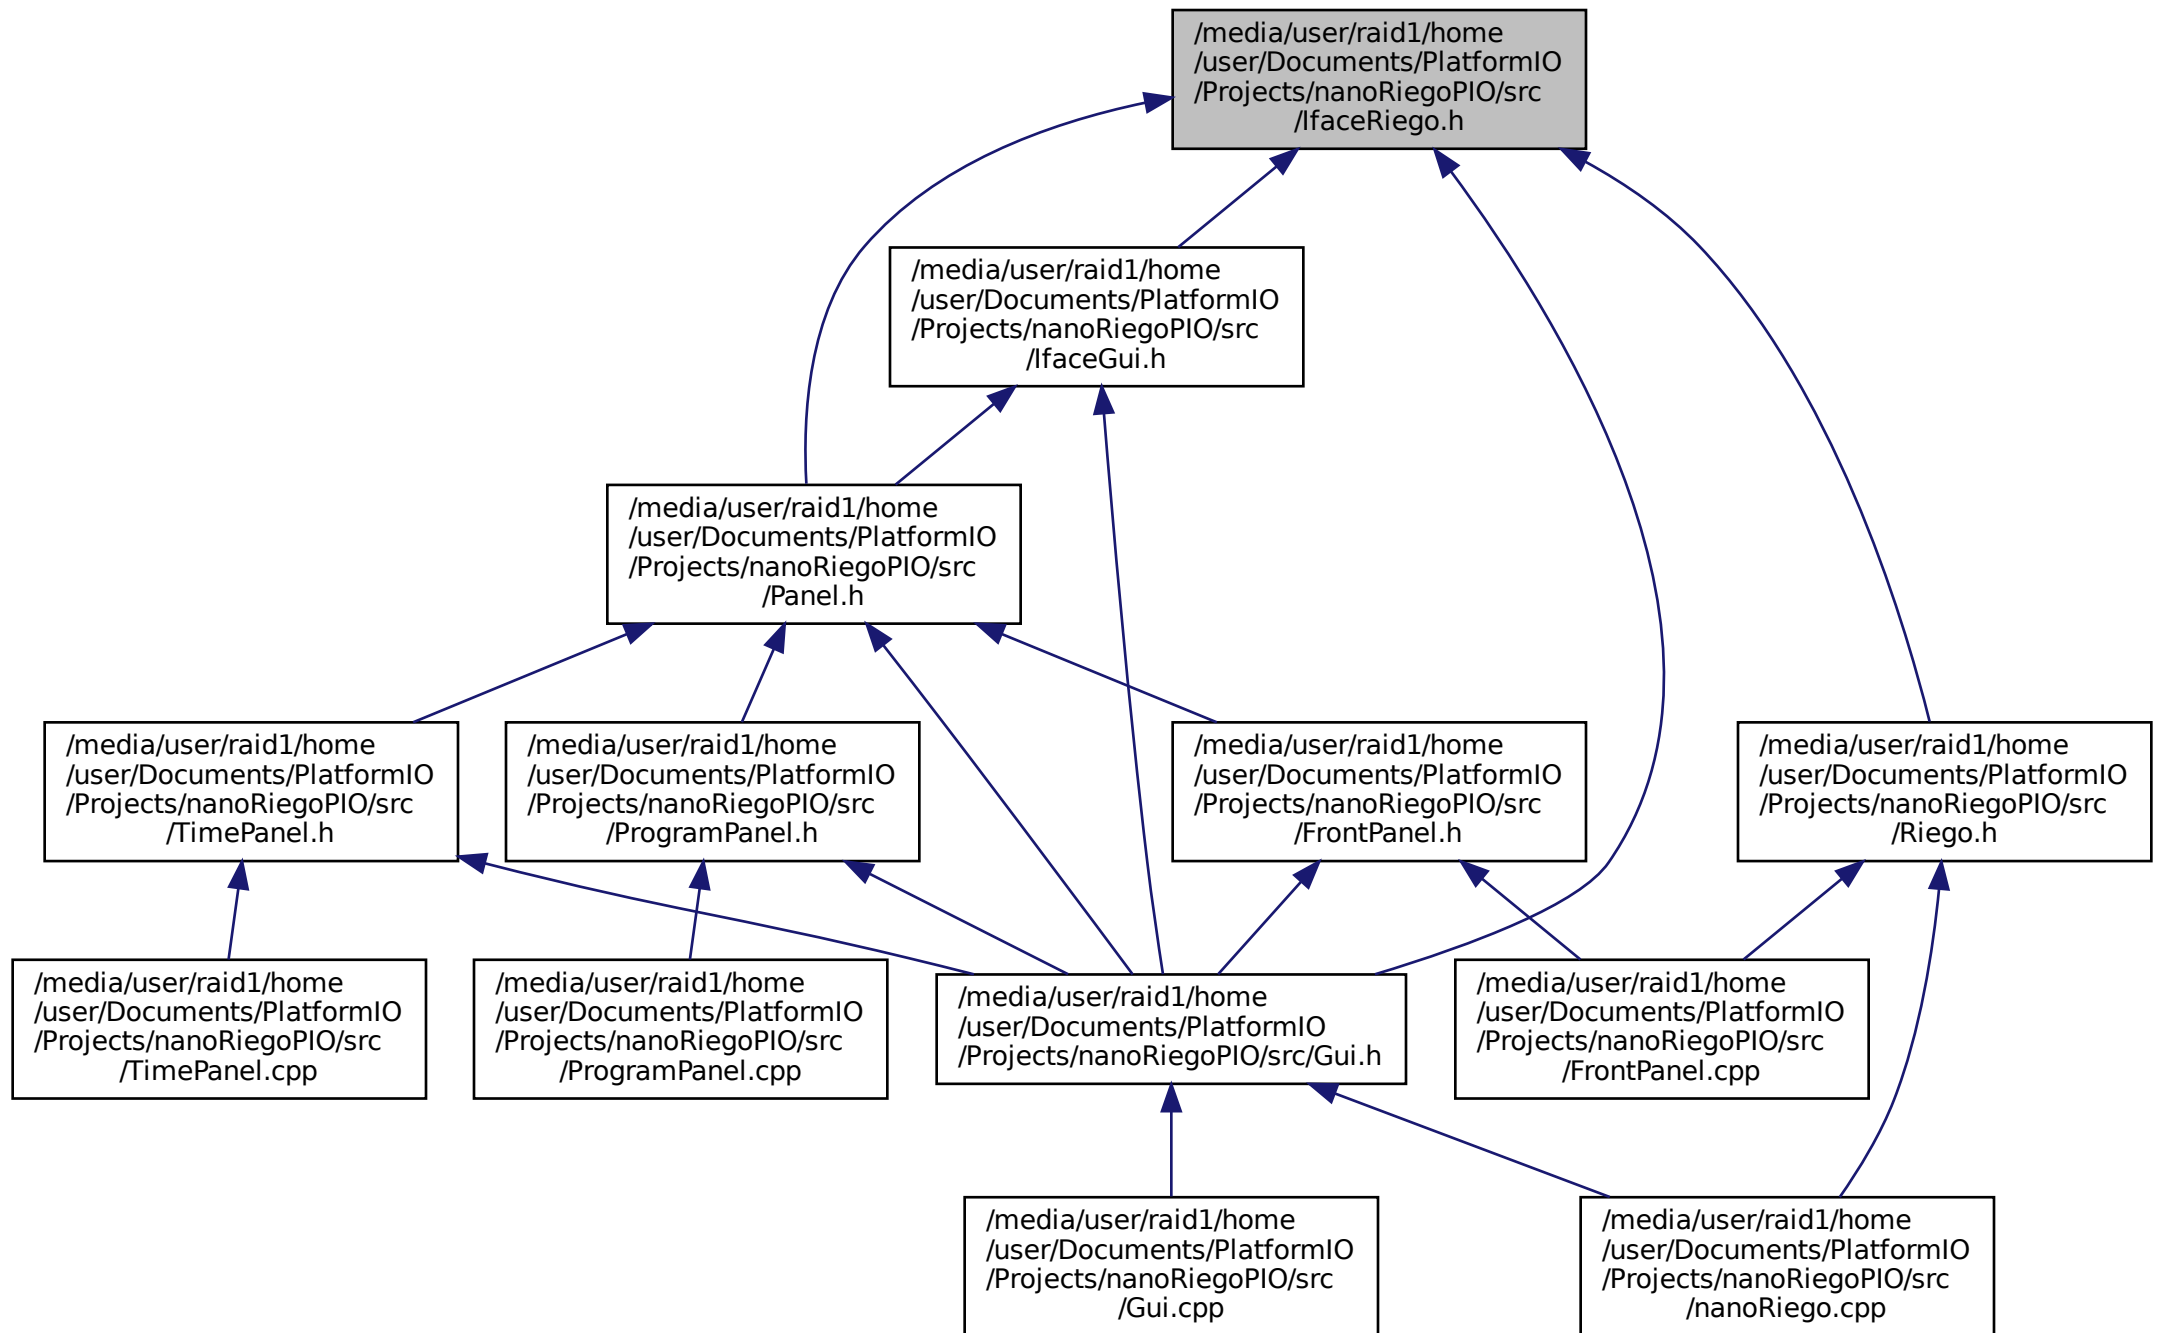 /media/user/raid1/home
/user/Documents/PlatformIO
/Projects/nanoRiegoPIO/src
/IfaceRiego.h
/media/user/raid1/home
/user/Documents/PlatformIO
/Projects/nanoRiegoPIO/src
/IfaceGui.h
/media/user/raid1/home
/user/Documents/PlatformIO
/Projects/nanoRiegoPIO/src
/Panel.h
/media/user/raid1/home
/user/Documents/PlatformIO
/Projects/nanoRiegoPIO/src
/TimePanel.h
/media/user/raid1/home
/user/Documents/PlatformIO
/Projects/nanoRiegoPIO/src
/ProgramPanel.h
/media/user/raid1/home
/user/Documents/PlatformIO
/Projects/nanoRiegoPIO/src
/FrontPanel.h
/media/user/raid1/home
/user/Documents/PlatformIO
/Projects/nanoRiegoPIO/src
/Riego.h
/media/user/raid1/home
/user/Documents/PlatformIO
/Projects/nanoRiegoPIO/src
/TimePanel.cpp
/media/user/raid1/home
/user/Documents/PlatformIO
/Projects/nanoRiegoPIO/src
/ProgramPanel.cpp
/media/user/raid1/home
/user/Documents/PlatformIO
/Projects/nanoRiegoPIO/src/Gui.h
/media/user/raid1/home
/user/Documents/PlatformIO
/Projects/nanoRiegoPIO/src
/FrontPanel.cpp
/media/user/raid1/home
/user/Documents/PlatformIO
/Projects/nanoRiegoPIO/src
/Gui.cpp
/media/user/raid1/home
/user/Documents/PlatformIO
/Projects/nanoRiegoPIO/src
/nanoRiego.cpp